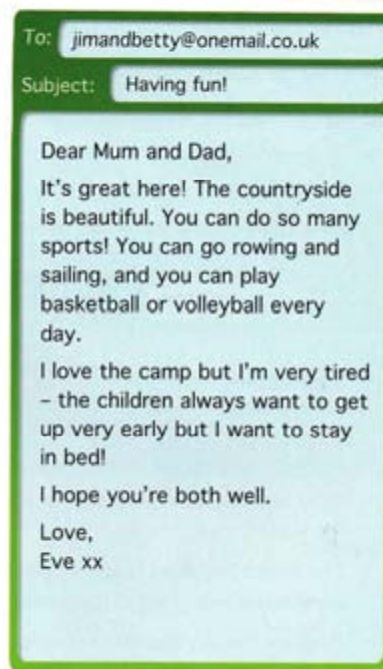 To: jimandbetty@onemail.co.uk
Subject: Having fun!
Dear Mum and Dad,
It's great here! The countryside
is beautiful. You can do so many
sports! You can go rowing and
sailing, and you can play
basketball or volleyball every
day.
I love the camp but I'm very tired
– the children always want to get
up very early but I want to stay
in bed!
I hope you're both well.
Love,
Eve xx